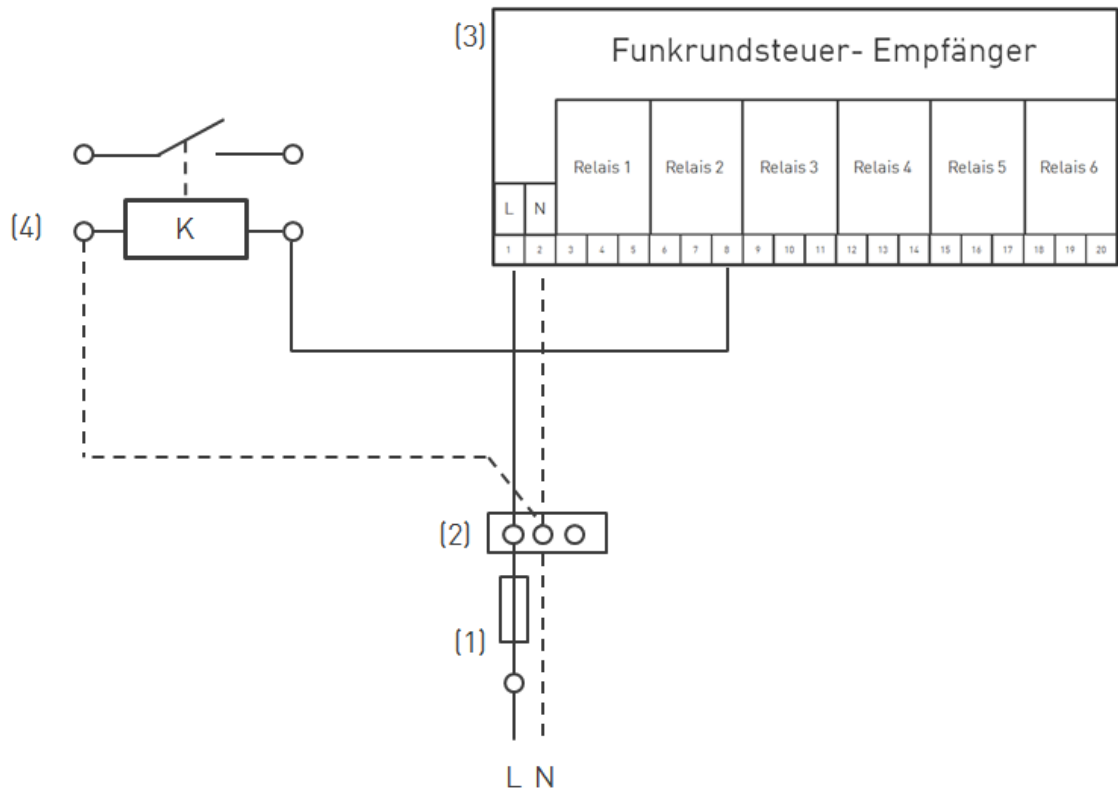 (3)
Funkrundsteuer- Empfänger
Relais 1 Relais 2 Relais 3 Relais 4 Relais 5 Relais 6
L N
1 2 3 4 5 6 7 8 9 10 11 12 13 14 15 16 17 18 19 20
(4)
K
(2)
(1)
L N